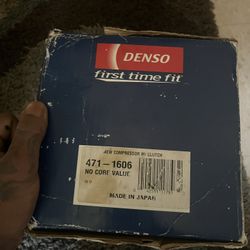 DENSO
first time fit
NEW COMPRESSOR W/ CLUTCH
471-1606
NO CORE VALUE
MADE IN JAPAN